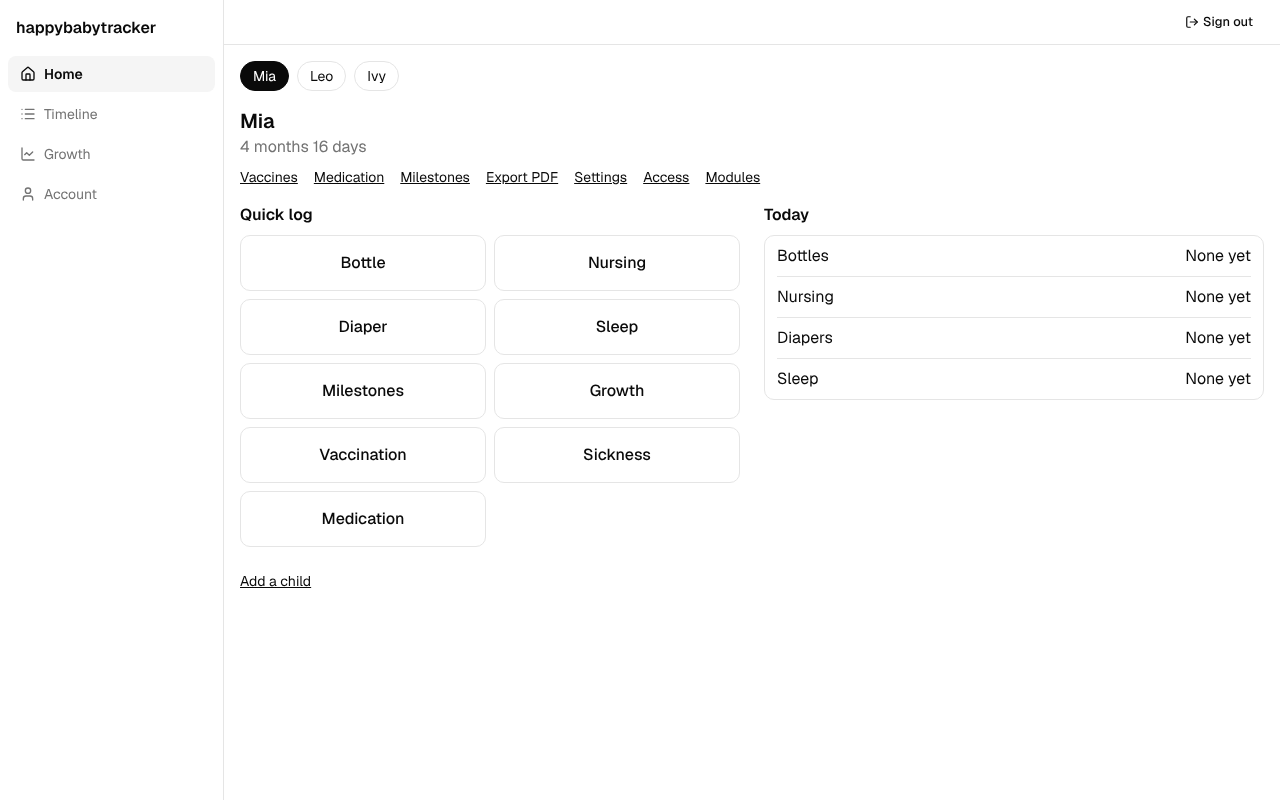 happybabytracker
Home
Timeline
Growth
Account
Sign out
Mia Leo Ivy
Mia
4 months 16 days
Vaccines Medication Milestones Export PDF Settings Access Modules
Quick log
Bottle Nursing
Diaper Sleep
Milestones Growth
Vaccination Sickness
Medication
Add a child
Today
Bottles None yet
Nursing None yet
Diapers None yet
Sleep None yet